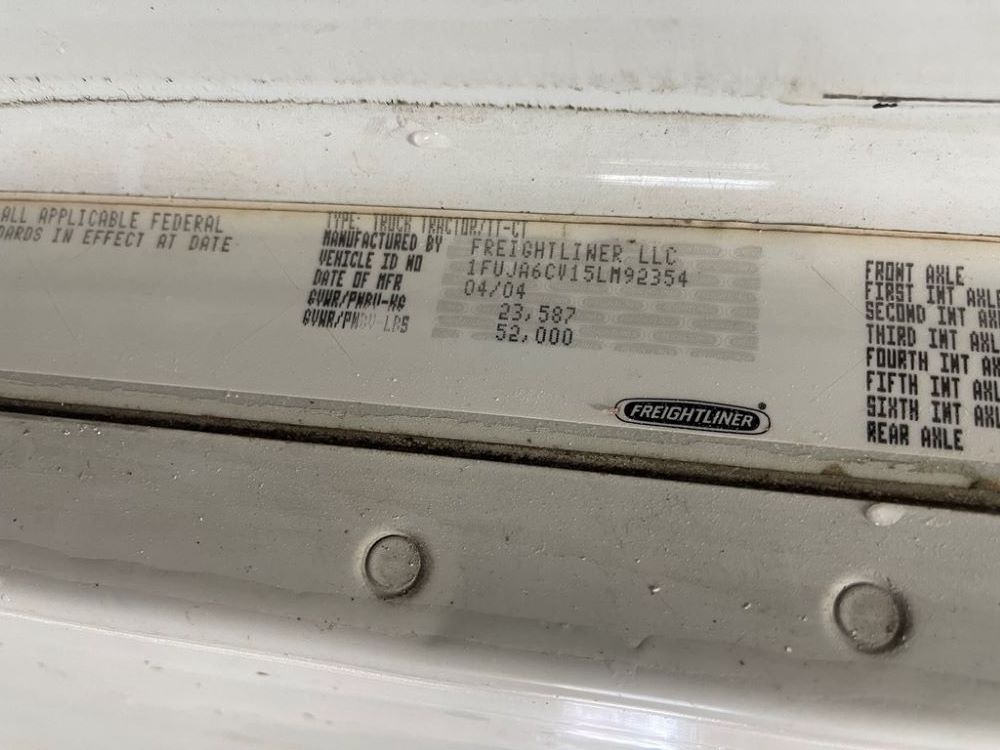 ALL APPLICABLE FEDERAL
DARDS IN EFFECT AT DATE
TYPE: TRUCK TRACTOR/TT-CT
MANUFACTURED BY FREIGHTLINER LLC
VEHICLE ID NO 1FUJA6CV15LM92354
DATE OF MFR 04/04
GVWR/PNBV-KG 23,587
GVWR/PNBV-LBS 52,000
FREIGHTLINER®
FRONT AXLE
FIRST INT AXLE
SECOND INT AX
THIRD INT AXL
FOURTH INT AX
FIFTH INT AXL
SIXTH INT AXL
REAR AXLE